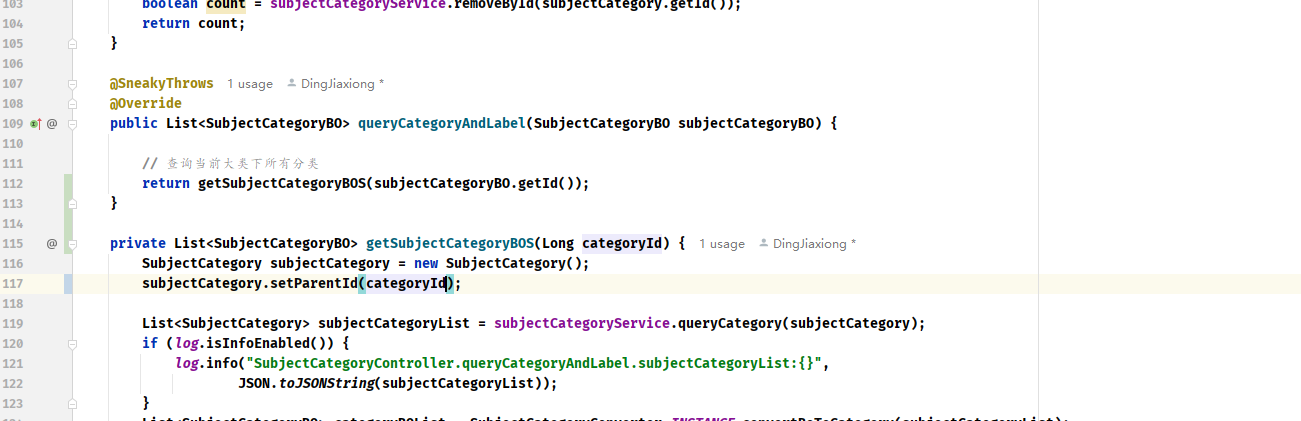 103 boolean count = subjectCategoryService.removeById(subjectCategory.getId());
104 return count;
105 }
106
107 @SneakyThrows 1 usage DingJiaxiong *
108 @Override
109 @ public List<SubjectCategoryBO> queryCategoryAndLabel(SubjectCategoryBO subjectCategoryBO) {
110
111 // 查询当前大类下所有分类
112 return getSubjectCategoryBOS(subjectCategoryBO.getId());
113 }
114
115 @ private List<SubjectCategoryBO> getSubjectCategoryBOS(Long categoryId) { 1 usage DingJiaxiong *
116 SubjectCategory subjectCategory = new SubjectCategory();
117 subjectCategory.setParentId(categoryId);
118
119 List<SubjectCategory> subjectCategoryList = subjectCategoryService.queryCategory(subjectCategory);
120 if (log.isInfoEnabled()) {
121 log.info("SubjectCategoryController.queryCategoryAndLabel.subjectCategoryList:{}",
122 JSON.toJSONString(subjectCategoryList));
123 }